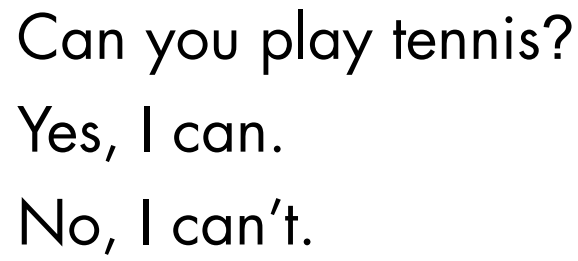 Can you play tennis?
Yes, I can.
No, I can't.